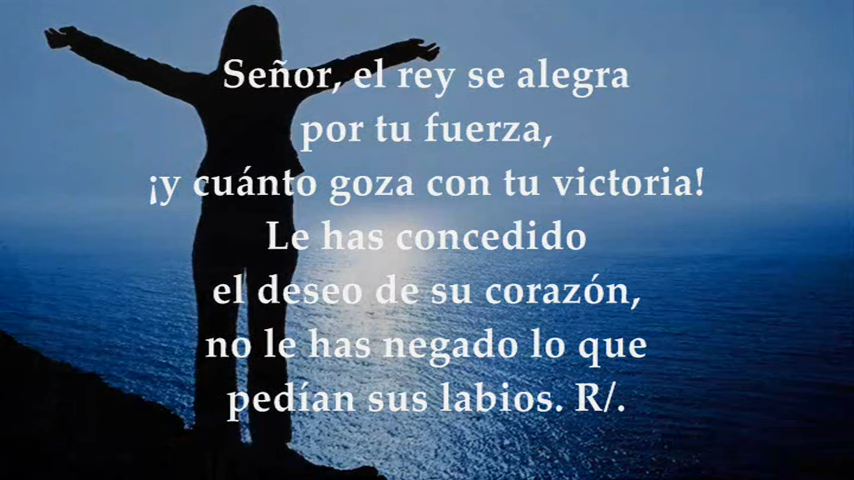 Señor, el rey se alegra
por tu fuerza,
¡y cuánto goza con tu victoria!
Le has concedido
el deseo de su corazón,
no le has negado lo que
pedían sus labios. R/.